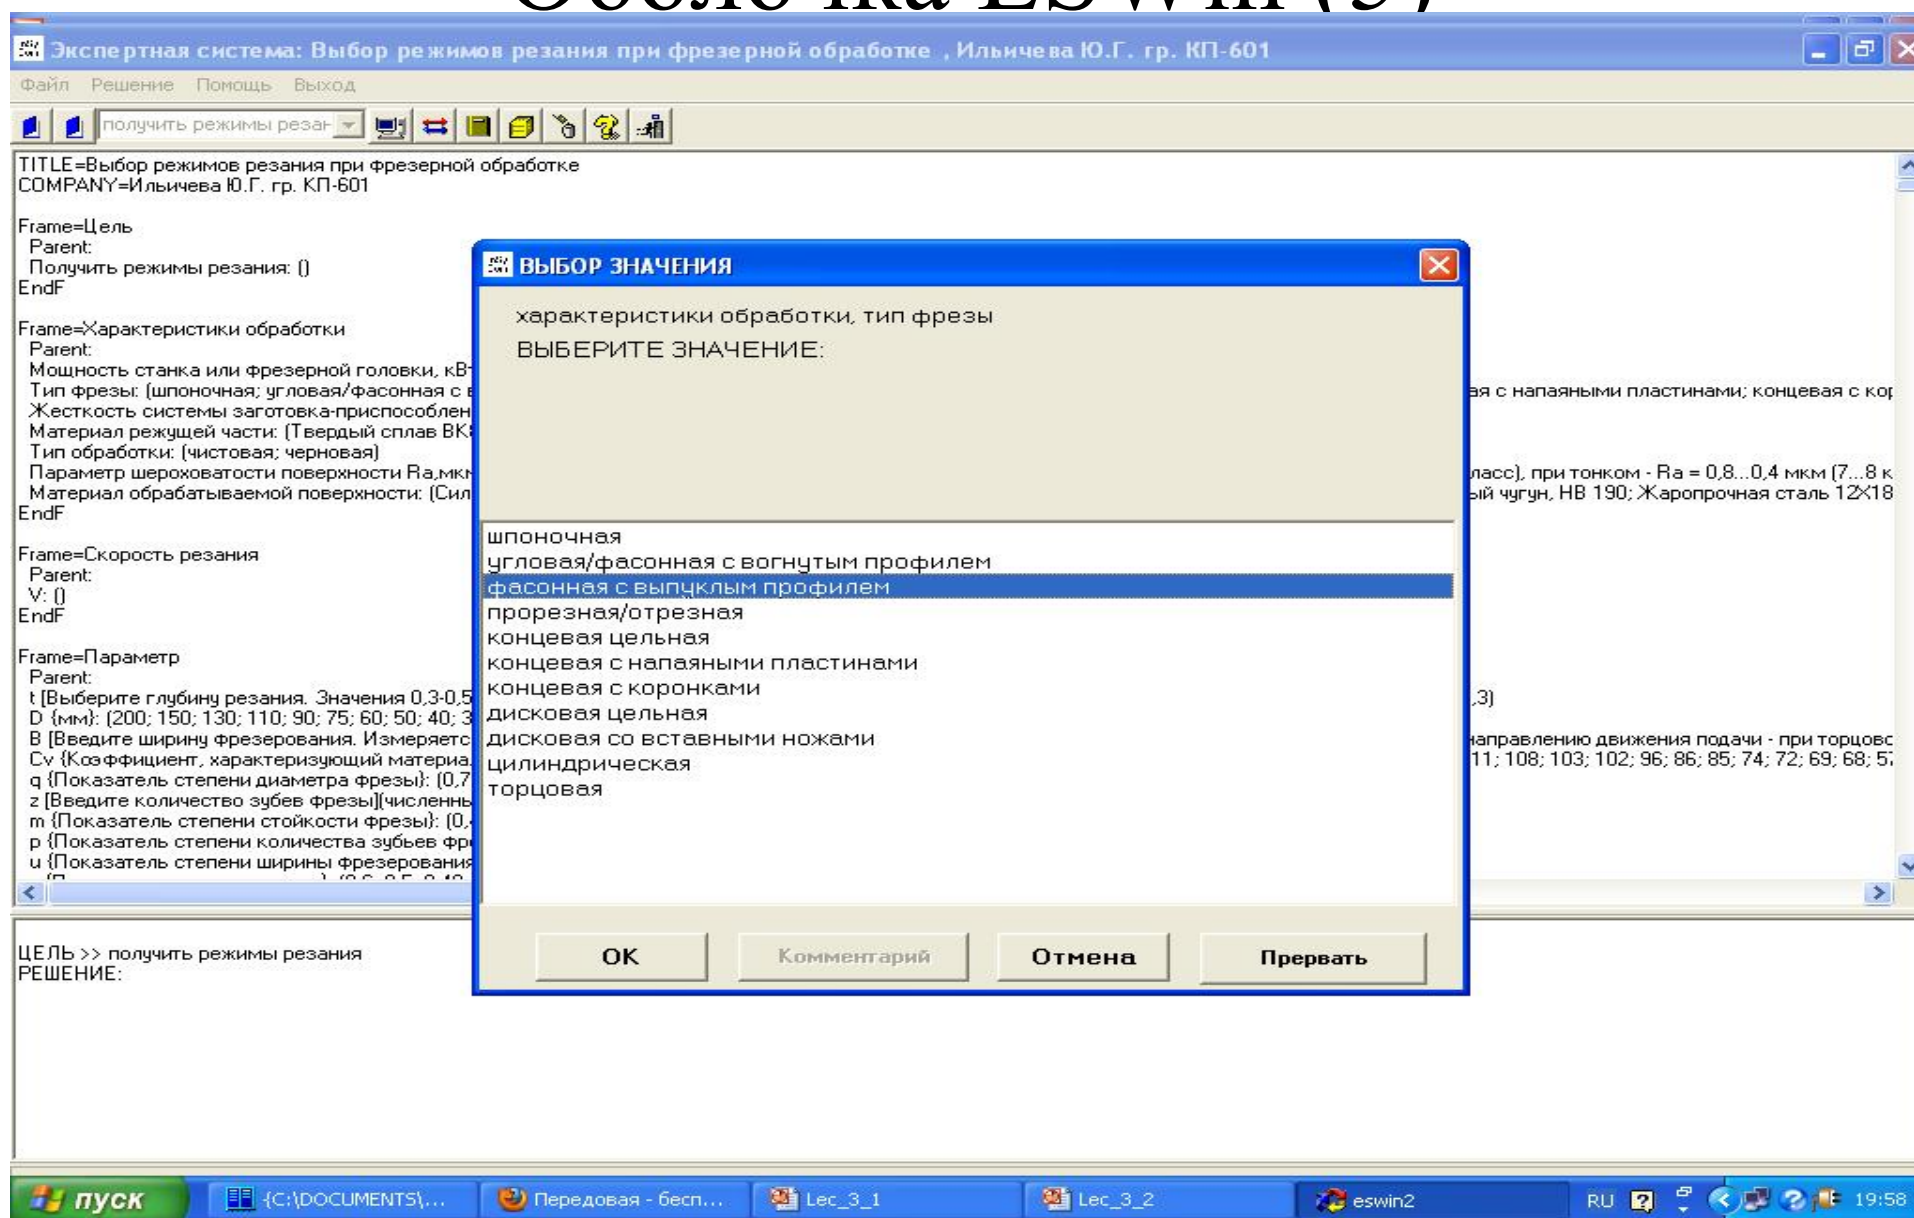 Оболочка ESWin (5)
Экспертная система: Выбор режимов резания при фрезерной обработке , Ильичева Ю.Г. гр. КП-601
Файл Решение Помощь Выход
получить режимы резан
TITLE=Выбор режимов резания при фрезерной обработке
COMPANY=Ильичева Ю.Г. гр. КП-601
Frame=Цель
Parent:
Получить режимы резания: ()
EndF
Frame=Характеристики обработки
Parent:
Мощность станка или фрезерной головки, кВт
Тип фрезы: (шпоночная; угловая/фасонная с в
Жесткость системы заготовка-приспособлен
Материал режущей части: (Твердый сплав ВК8
Тип обработки: (чистовая; черновая)
Параметр шероховатости поверхности Ra,мкм
Материал обрабатываемой поверхности: (Сил
EndF
Frame=Скорость резания
Parent:
V: ()
EndF
Frame=Параметр
Parent:
t [Выберите глубину резания. Значения 0,3-0,5
D {мм}: (200; 150; 130; 110; 90; 75; 60; 50; 40; 3
B [Введите ширину фрезерования. Измеряетс
Cv {Коэффициент, характеризующий материа
q {Показатель степени диаметра фрезы}: (0,7
z [Введите количество зубев фрезы](численны
m {Показатель степени стойкости фрезы}: (0,
p {Показатель степени количества зубьев фр
u {Показатель степени ширины фрезерования
ая с напаяными пластинами; концевая с кор
ласс), при тонком - Ra = 0,8...0,4 мкм (7...8 к
ый чугун, HB 190; Жаропрочная сталь 12Х18
,3)
направлению движения подачи - при торцовс
11; 108; 103; 102; 96; 86; 85; 74; 72; 69; 68; 5
ВЫБОР ЗНАЧЕНИЯ
характеристики обработки, тип фрезы
ВЫБЕРИТЕ ЗНАЧЕНИЕ:
шпоночная
угловая/фасонная с вогнутым профилем
фасонная с выпуклым профилем
прорезная/отрезная
концевая цельная
концевая с напаяными пластинами
концевая с коронками
дисковая цельная
дисковая со вставными ножами
цилиндрическая
торцовая
OK Комментарий Отмена Прервать
ЦЕЛЬ >> получить режимы резания
РЕШЕНИЕ:
пуск {C:\DOCUMENTS\... Передовая - бесп... Lec_3_1 Lec_3_2 eswin2 RU 19:58